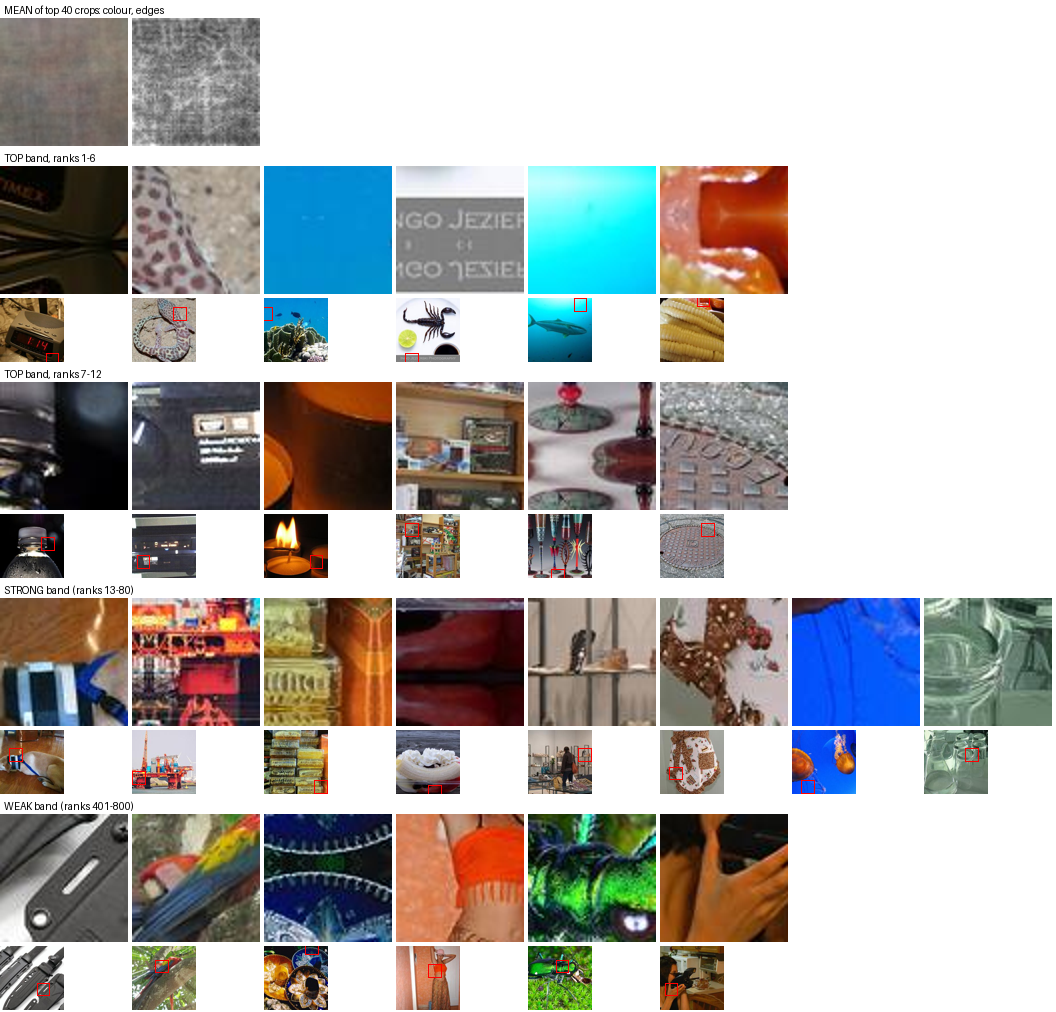 MEAN of top 40 crops: colour, edges
TOP band, ranks 1-6
TIMEX
NGO JEZIER
TOP band, ranks 7-12
STRONG band (ranks 13-80)
WEAK band (ranks 401-800)